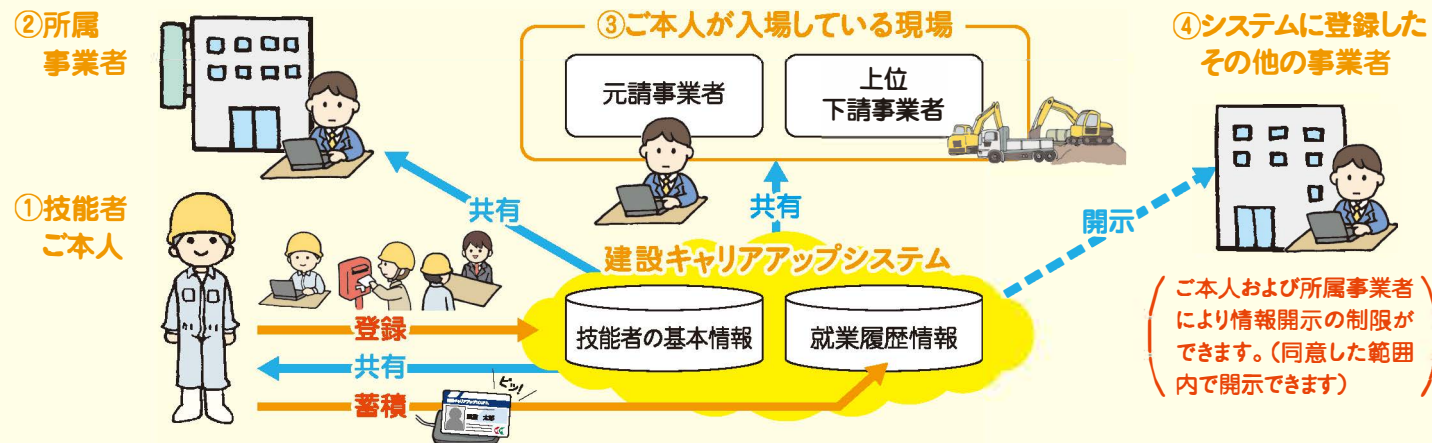 ②所属
事業者
③ご本人が入場している現場
④システムに登録した
その他の事業者
元請事業者
上位
下請事業者
①技能者
ご本人
共有
共有
開示
建設キャリアアップシステム
技能者の基本情報
就業履歴情報
登録
共有
蓄積
ピッ!
ご本人および所属事業者
により情報開示の制限が
できます。(同意した範囲
内で開示できます)